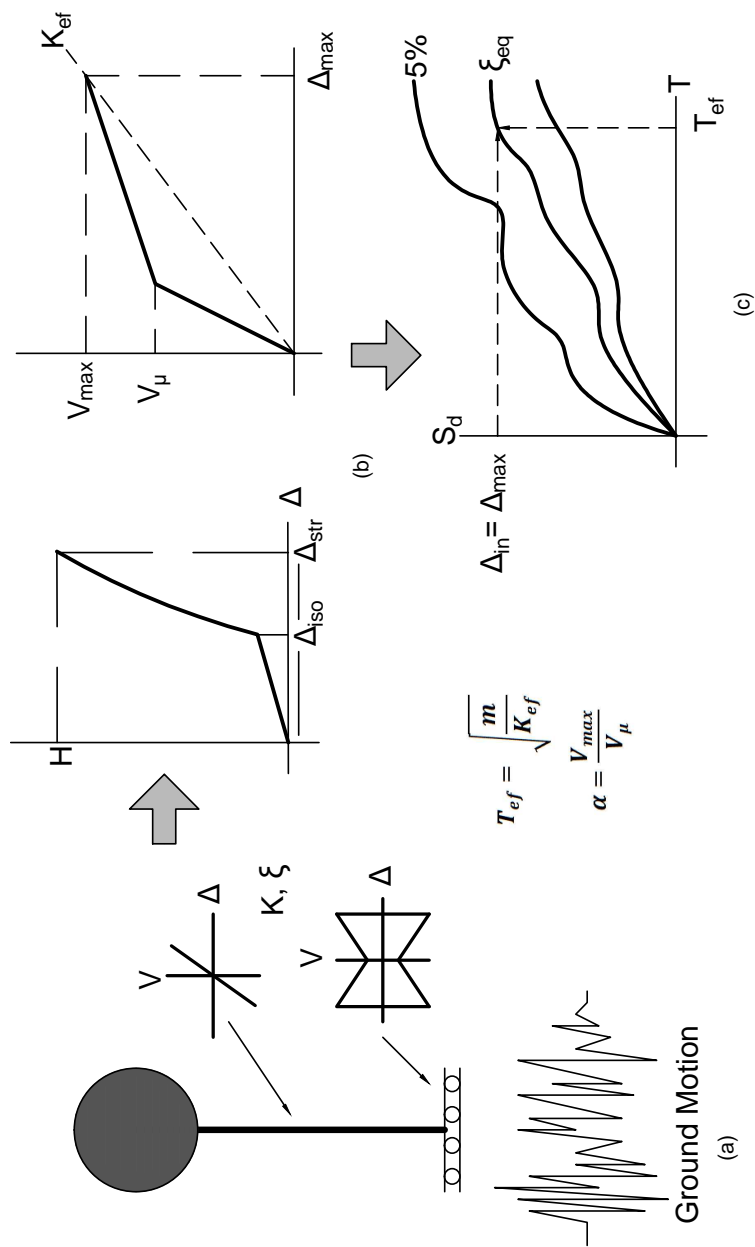 V
Δ
K, ξ
V
Δ
Ground Motion
(a)
H
Δiso
Δstr
Δ
(b)
Vmax
Vμ
Kef
Δmax
Tef = √m/Kef
α = Vmax/Vμ
Sd
Δin = Δmax
5%
ξeq
T
Tef
(c)